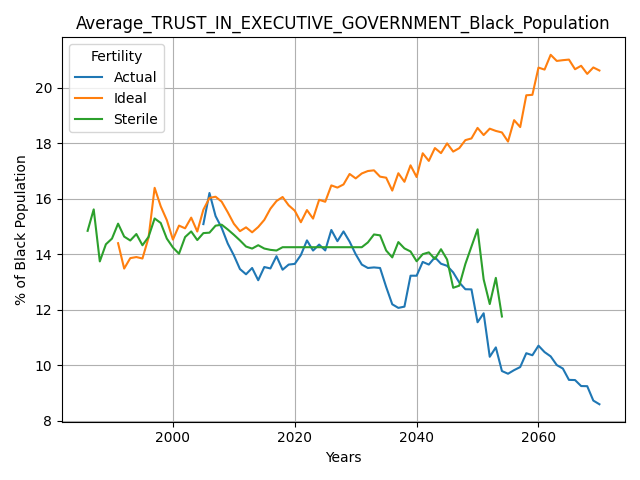 Average_TRUST_IN_EXECUTIVE_GOVERNMENT_Black_Population
Fertility
Actual
Ideal
Sterile
% of Black Population
20
18
16
14
12
10
8
2000 2020 2040 2060
Years